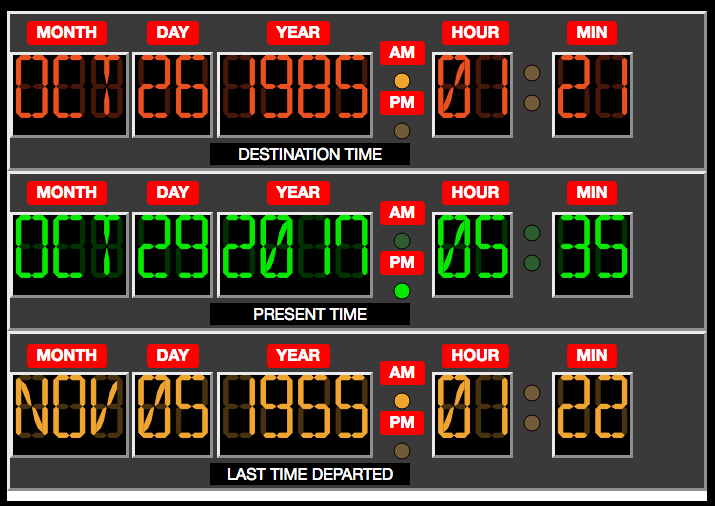 MONTH DAY YEAR AM HOUR MIN
OCT 26 1985 PM 01 21
DESTINATION TIME
MONTH DAY YEAR AM HOUR MIN
OCT 29 2017 PM 05 35
PRESENT TIME
MONTH DAY YEAR AM HOUR MIN
NOV 05 1955 PM 01 22
LAST TIME DEPARTED